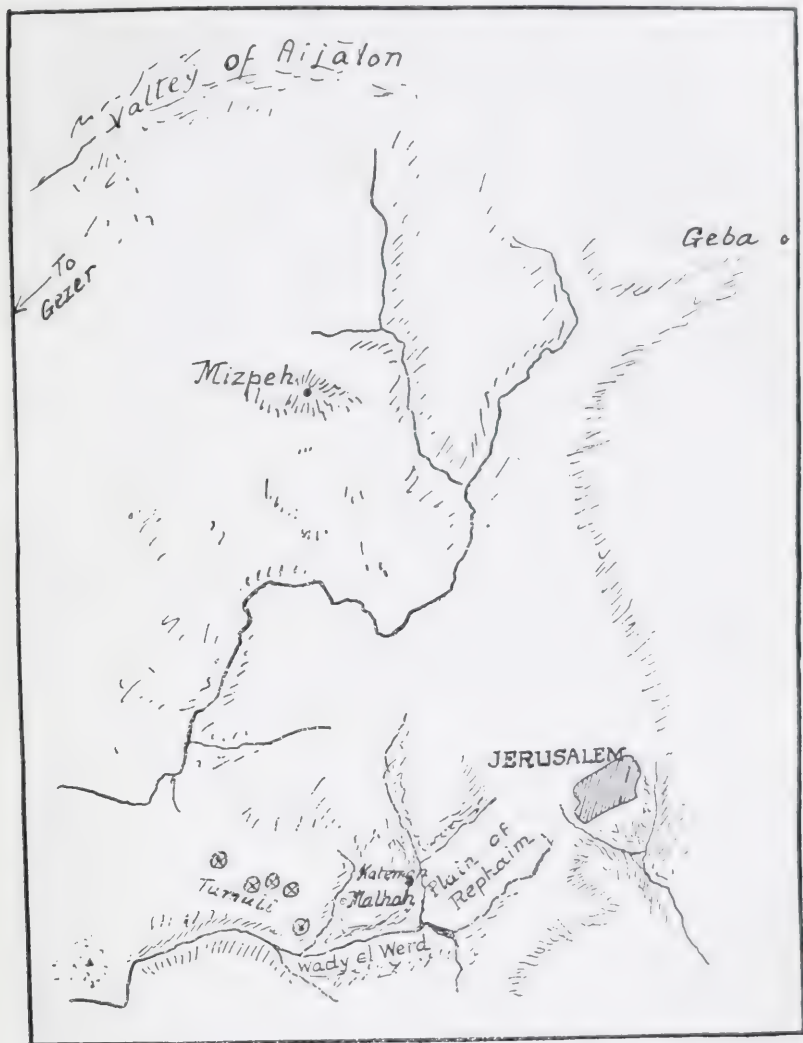 Valley of Aijalon
Geba
To
Gezer
Mizpeh
JERUSALEM
Plain of
Rephaim
Katemon
Malhah
Tumuli
Wady el Werd